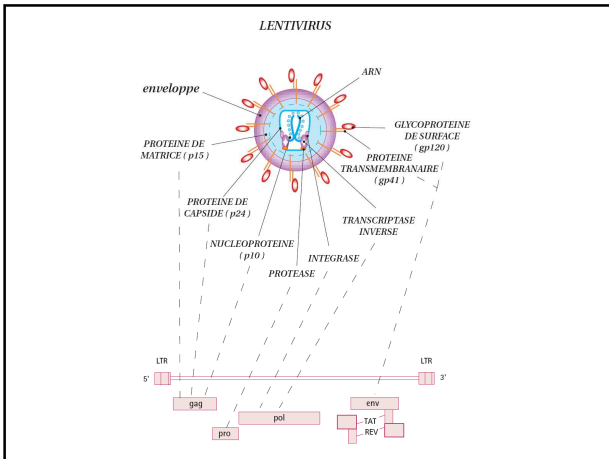 LENTIVIRUS
ARN
enveloppe
GLYCOPROTEINE
DE SURFACE
( gp120 )
PROTEINE DE
MATRICE ( p15 )
PROTEINE
TRANSMEMBRANAIRE
( gp41 )
PROTEINE DE
CAPSIDE ( p24 )
TRANSCRIPTASE
INVERSE
NUCLEOPROTEINE
( p10 )
INTEGRASE
PROTEASE
LTR
LTR
5'
3'
gag
env
pol
TAT
REV
pro